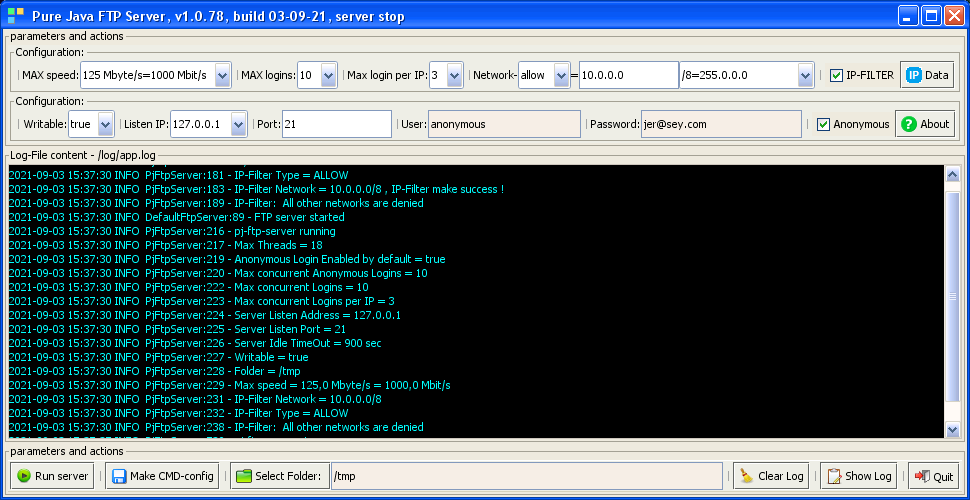 Pure Java FTP Server, v1.0.78, build 03-09-21, server stop
parameters and actions
Configuration:
MAX speed: 125 Mbyte/s=1000 Mbit/s MAX logins: 10 Max login per IP: 3 Network- allow = 10.0.0.0 /8=255.0.0.0 IP-FILTER IP Data
Configuration:
Writable: true Listen IP: 127.0.0.1 Port: 21 User: anonymous Password: jer@sey.com Anonymous ? About
Log-File content - /log/app.log
2021-09-03 15:37:30 INFO PjFtpServer:181 - IP-Filter Type = ALLOW
2021-09-03 15:37:30 INFO PjFtpServer:183 - IP-Filter Network = 10.0.0.0/8 , IP-Filter make success !
2021-09-03 15:37:30 INFO PjFtpServer:189 - IP-Filter: All other networks are denied
2021-09-03 15:37:30 INFO DefaultFtpServer:89 - FTP server started
2021-09-03 15:37:30 INFO PjFtpServer:216 - pj-ftp-server running
2021-09-03 15:37:30 INFO PjFtpServer:217 - Max Threads = 18
2021-09-03 15:37:30 INFO PjFtpServer:219 - Anonymous Login Enabled by default = true
2021-09-03 15:37:30 INFO PjFtpServer:220 - Max concurrent Anonymous Logins = 10
2021-09-03 15:37:30 INFO PjFtpServer:222 - Max concurrent Logins = 10
2021-09-03 15:37:30 INFO PjFtpServer:223 - Max concurrent Logins per IP = 3
2021-09-03 15:37:30 INFO PjFtpServer:224 - Server Listen Address = 127.0.0.1
2021-09-03 15:37:30 INFO PjFtpServer:225 - Server Listen Port = 21
2021-09-03 15:37:30 INFO PjFtpServer:226 - Server Idle TimeOut = 900 sec
2021-09-03 15:37:30 INFO PjFtpServer:227 - Writable = true
2021-09-03 15:37:30 INFO PjFtpServer:228 - Folder = /tmp
2021-09-03 15:37:30 INFO PjFtpServer:229 - Max speed = 125,0 Mbyte/s = 1000,0 Mbit/s
2021-09-03 15:37:30 INFO PjFtpServer:231 - IP-Filter Network = 10.0.0.0/8
2021-09-03 15:37:30 INFO PjFtpServer:232 - IP-Filter Type = ALLOW
2021-09-03 15:37:30 INFO PjFtpServer:238 - IP-Filter: All other networks are denied
parameters and actions
Run server Make CMD-config Select Folder: /tmp Clear Log Show Log Quit